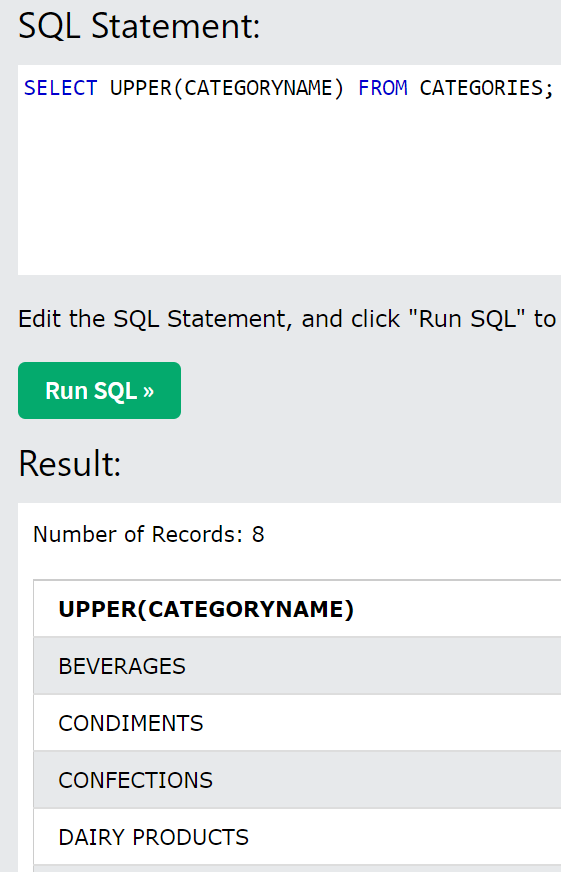 SQL Statement:
SELECT UPPER(CATEGORYNAME) FROM CATEGORIES;
Edit the SQL Statement, and click "Run SQL" to
Run SQL »
Result:
Number of Records: 8
UPPER(CATEGORYNAME)
BEVERAGES
CONDIMENTS
CONFECTIONS
DAIRY PRODUCTS